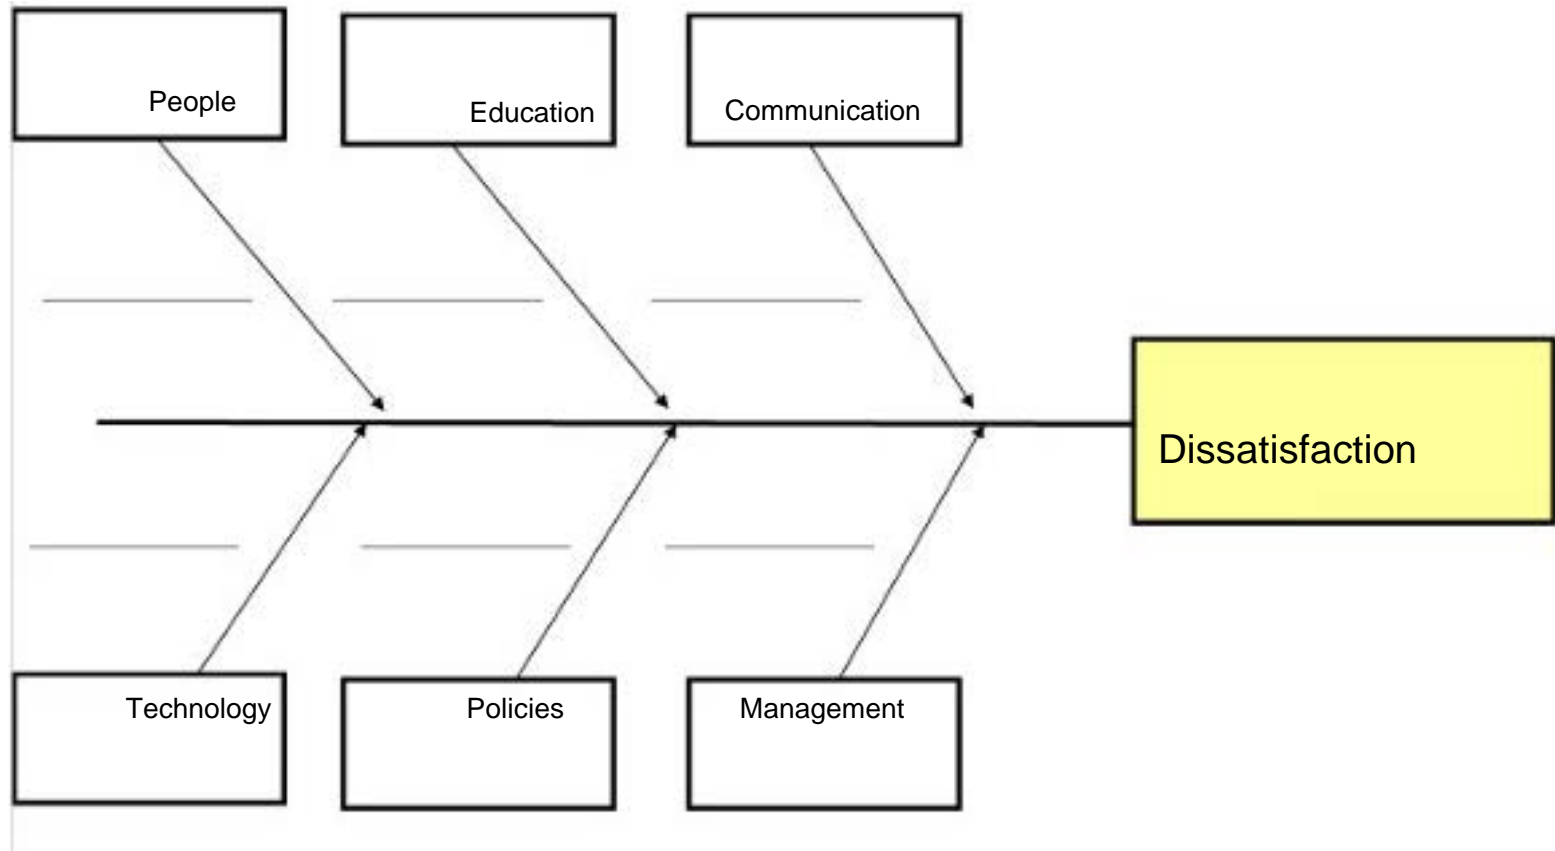 People
Education
Communication
Dissatisfaction
Technology
Policies
Management